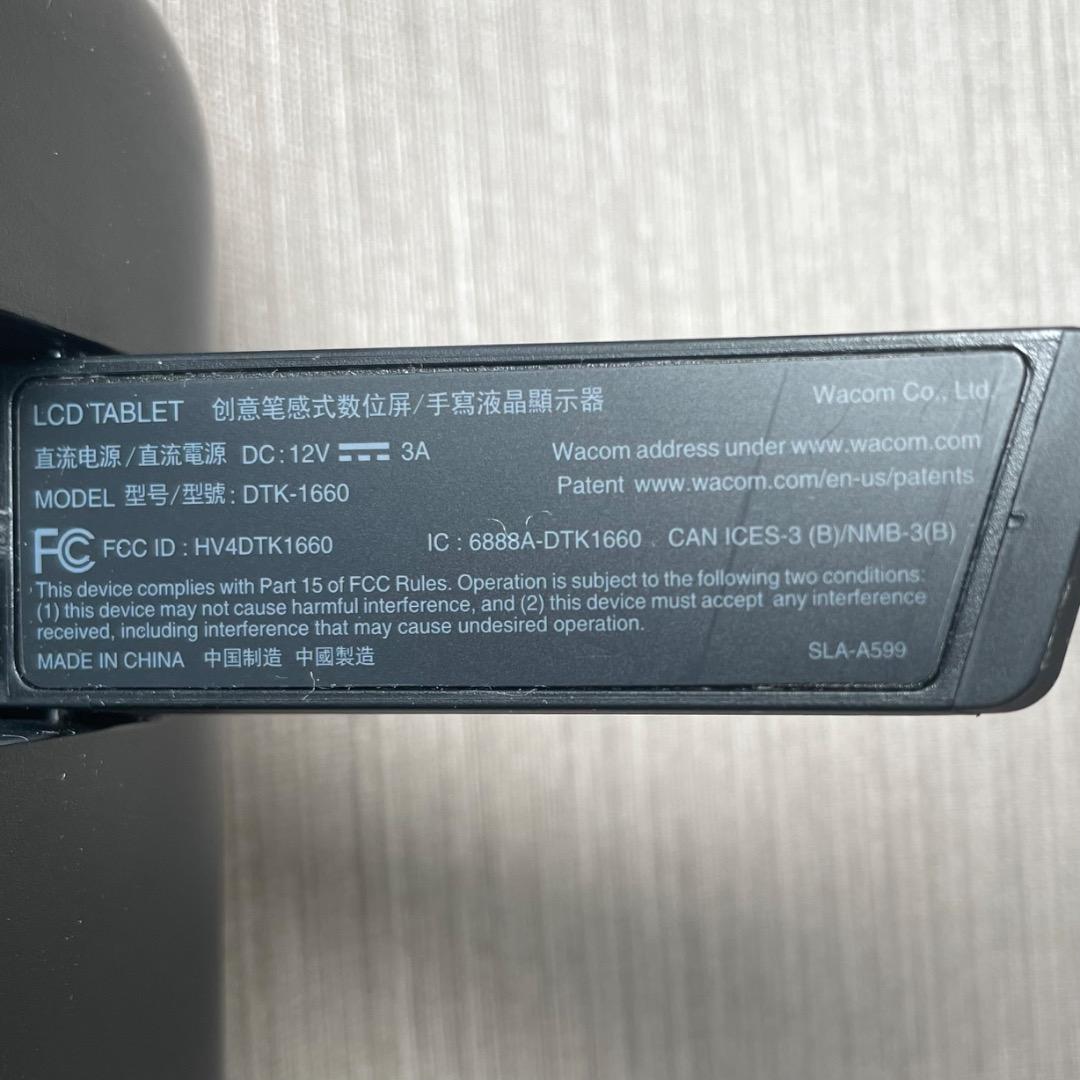 LCD TABLET 创意笔感式数位屏/手寫液晶顯示器 Wacom Co., Ltd.
直流电源/直流電源 DC:12V 3A Wacom address under www.wacom.com
MODEL 型号/型號: DTK-1660 Patent www.wacom.com/en-us/patents
FC FCC ID : HV4DTK1660 IC : 6888A-DTK1660 CAN ICES-3 (B)/NMB-3(B)
This device complies with Part 15 of FCC Rules. Operation is subject to the following two conditions:
(1) this device may not cause harmful interference, and (2) this device must accept any interference
received, including interference that may cause undesired operation.
MADE IN CHINA 中国制造 中國製造 SLA-A599